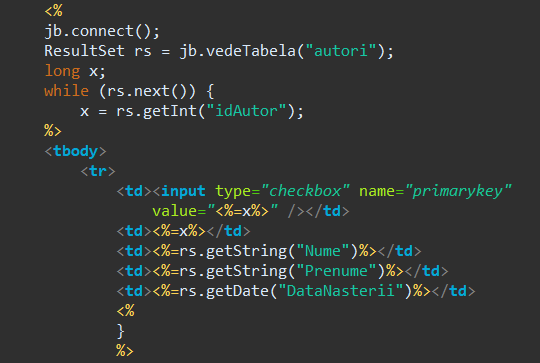 <%
jb.connect();
ResultSet rs = jb.vedeTabela("autori");
long x;
while (rs.next()) {
x = rs.getInt("idAutor");
%>
<tbody>
<tr>
<td><input type="checkbox" name="primarykey"
value="<%=x%>" /></td>
<td><%=x%></td>
<td><%=rs.getString("Nume")%></td>
<td><%=rs.getString("Prenume")%></td>
<td><%=rs.getDate("DataNasterii")%></td>
<%
}
%>